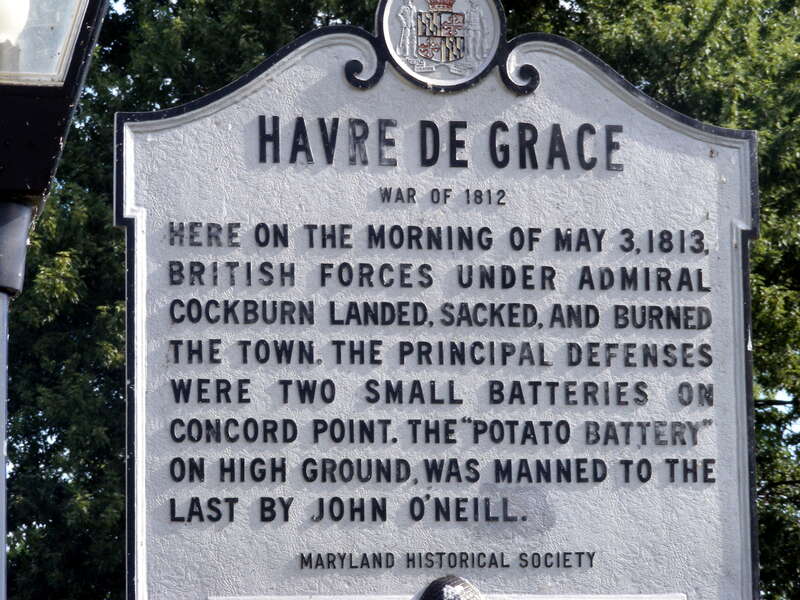 HAVRE DE GRACE
WAR OF 1812
HERE ON THE MORNING OF MAY 3, 1813,
BRITISH FORCES UNDER ADMIRAL
COCKBURN LANDED, SACKED, AND BURNED
THE TOWN. THE PRINCIPAL DEFENSES
WERE TWO SMALL BATTERIES ON
CONCORD POINT. THE "POTATO BATTERY"
ON HIGH GROUND, WAS MANNED TO THE
LAST BY JOHN O'NEILL.
MARYLAND HISTORICAL SOCIETY